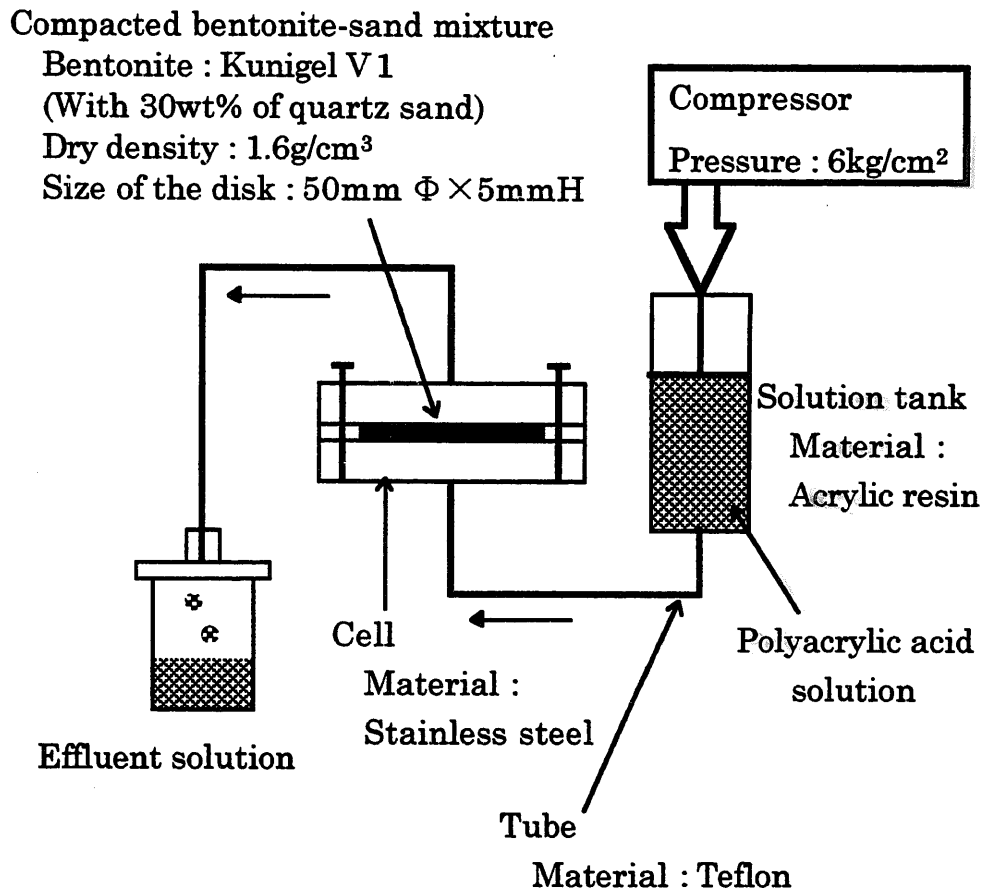 Compacted bentonite-sand mixture
Bentonite : Kunigel V1
(With 30wt% of quartz sand)
Dry density : 1.6g/cm³
Size of the disk : 50mm Φ×5mmH
Compressor
Pressure : 6kg/cm²
Solution tank
Material :
Acrylic resin
Polyacrylic acid
solution
Cell
Material :
Stainless steel
Effluent solution
Tube
Material : Teflon